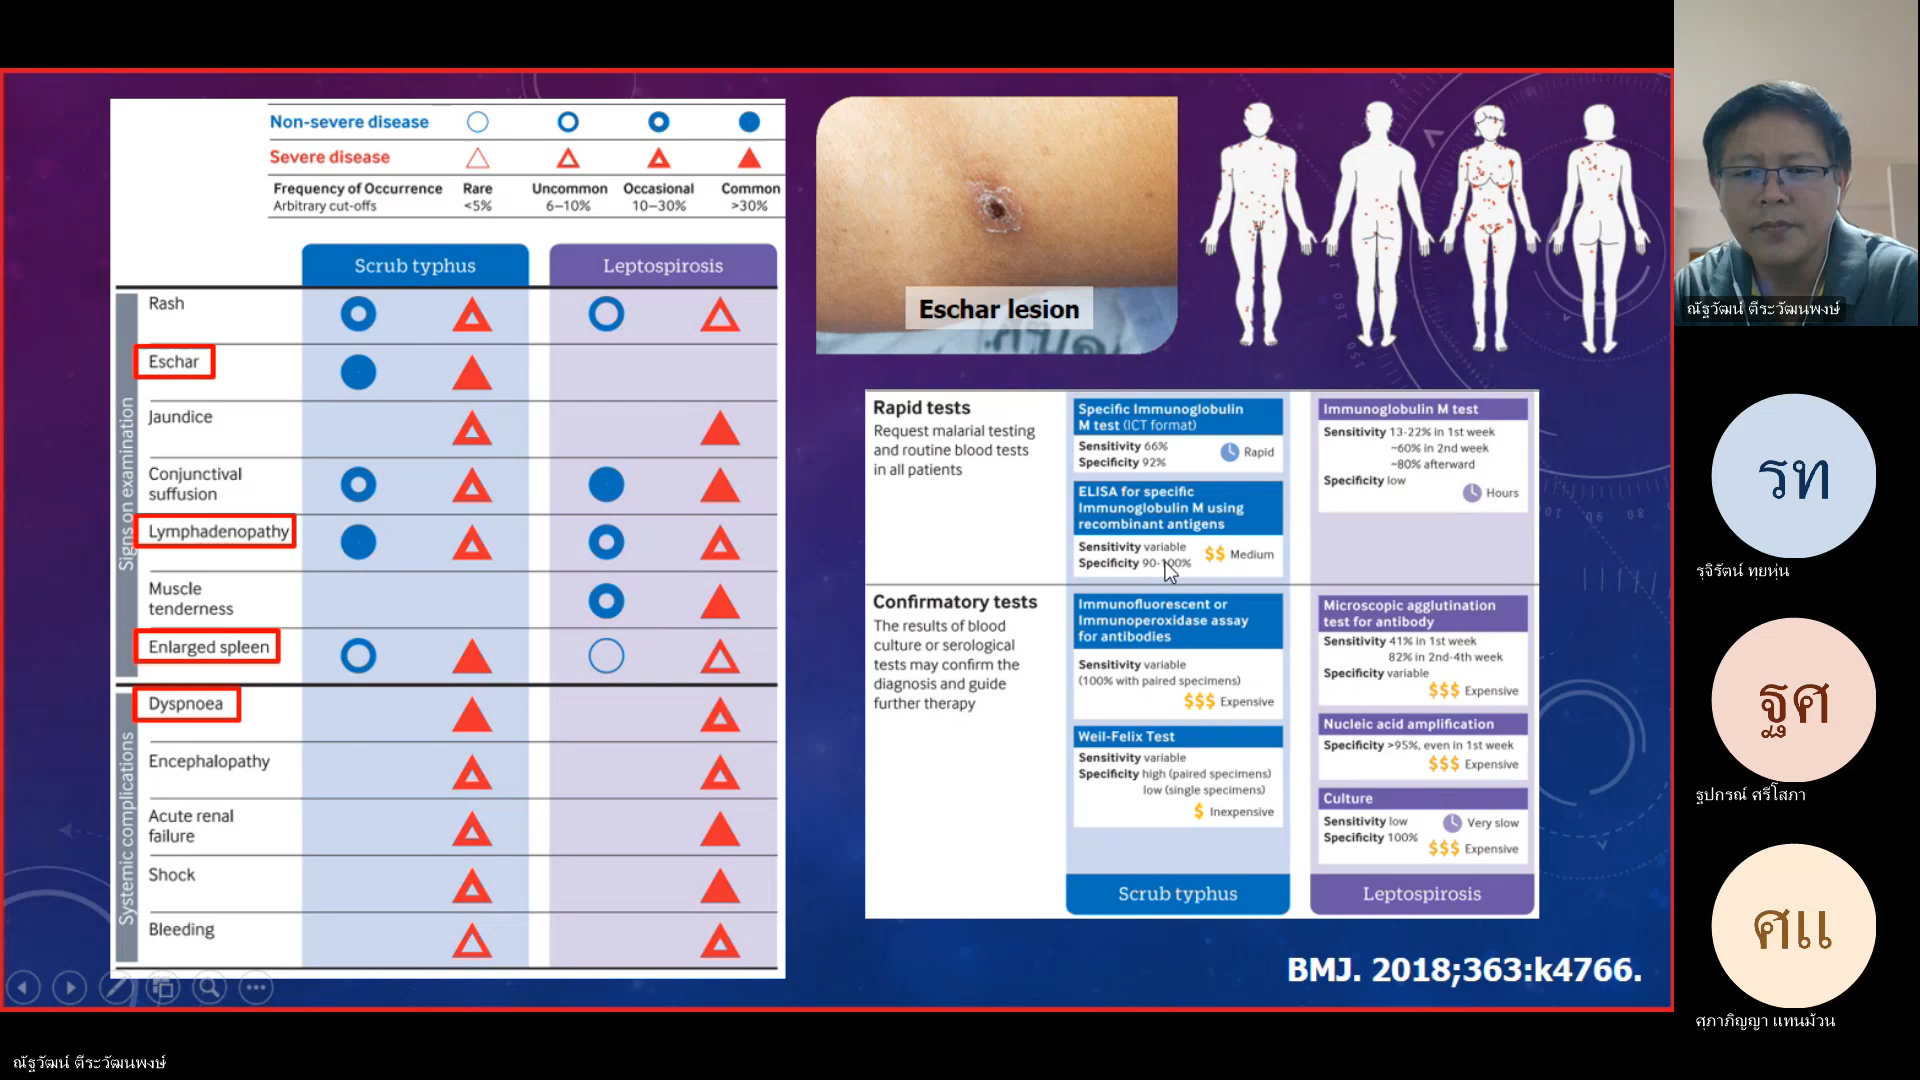 Non-severe disease
Severe disease
Frequency of Occurrence Rare Uncommon Occasional Common
Arbitrary cut-offs <5% 6–10% 10–30% >30%
Scrub typhus Leptospirosis
Signs on examination
Rash
Eschar
Jaundice
Conjunctival
suffusion
Lymphadenopathy
Muscle
tenderness
Enlarged spleen
Systemic complications
Dyspnoea
Encephalopathy
Acute renal
failure
Shock
Bleeding
Eschar lesion
Rapid tests
Request malarial testing
and routine blood tests
in all patients
Specific Immunoglobulin
M test (ICT format)
Sensitivity 66%
Specificity 92%
Rapid
ELISA for specific
Immunoglobulin M using
recombinant antigens
Sensitivity variable
Specificity 90-100%
$$ Medium
Immunoglobulin M test
Sensitivity 13-22% in 1st week
~60% in 2nd week
~80% afterward
Specificity low
Hours
Confirmatory tests
The results of blood
culture or serological
tests may confirm the
diagnosis and guide
further therapy
Immunofluorescent or
Immunoperoxidase assay
for antibodies
Sensitivity variable
(100% with paired specimens)
$$$ Expensive
Weil-Felix Test
Sensitivity variable
Specificity high (paired specimens)
low (single specimens)
$ Inexpensive
Microscopic agglutination
test for antibody
Sensitivity 41% in 1st week
82% in 2nd-4th week
Specificity variable
$$$ Expensive
Nucleic acid amplification
Specificity >95%, even in 1st week
$$$ Expensive
Culture
Sensitivity low
Specificity 100%
Very slow
$$$ Expensive
Scrub typhus Leptospirosis
BMJ. 2018;363:k4766.
ณัฐวัฒน์ ตีระวัฒนพงษ์
รท
รุจิรัตน์ ทุยหุ่น
ฐศ
ฐปกรณ์ ศรีโสภา
ศแ
ศุภาภิญญา แทนม้วน
ณัฐวัฒน์ ตีระวัฒนพงษ์